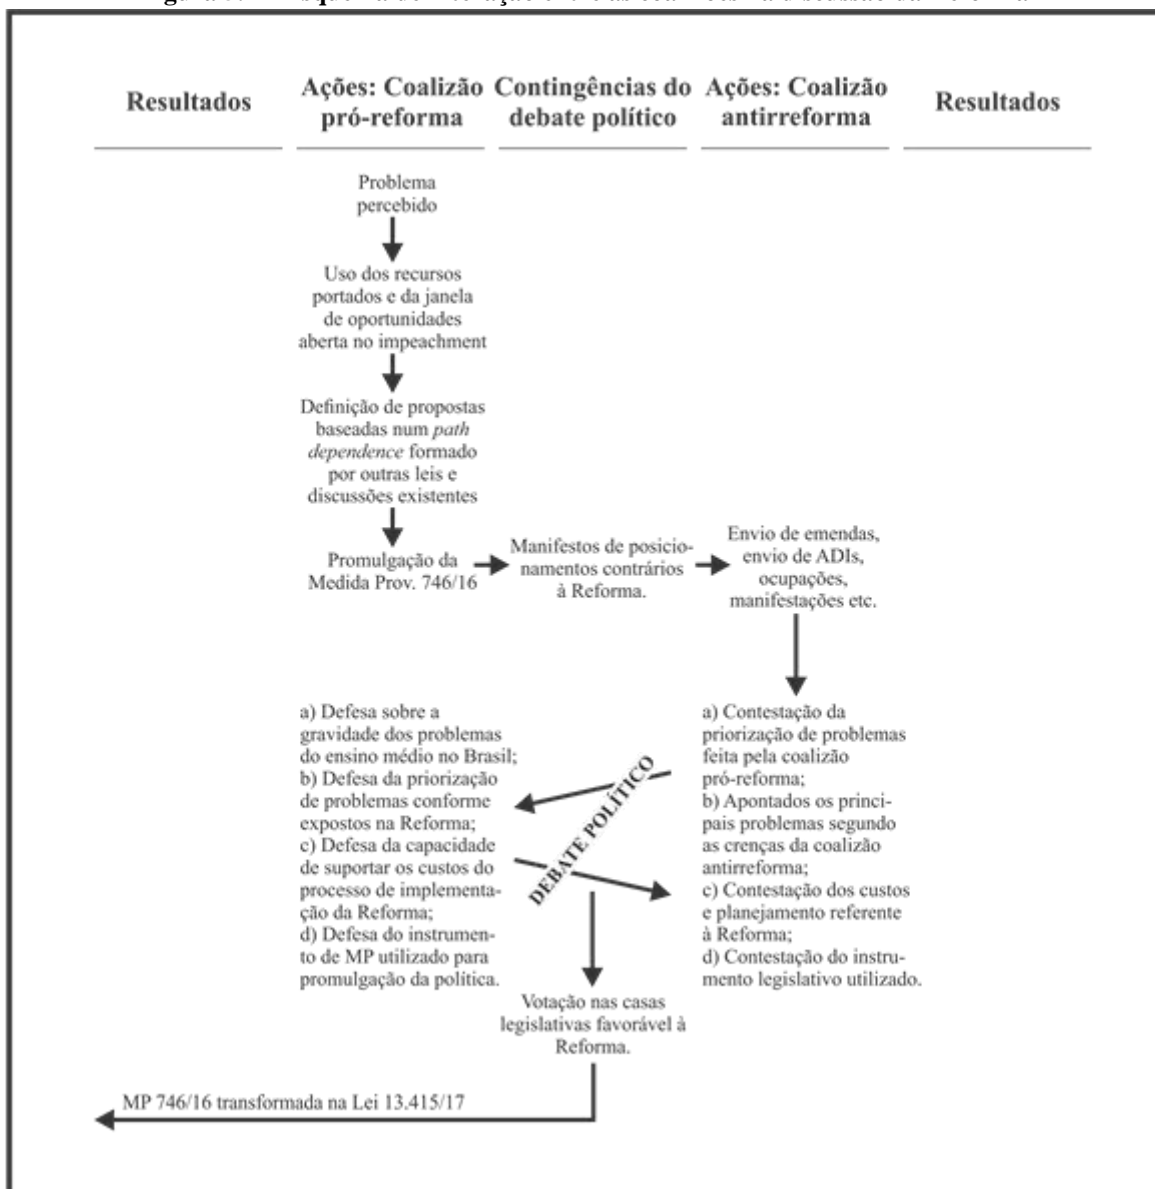 Resultados
Ações: Coalizão
pró-reforma
Contingências do
debate político
Ações: Coalizão
antirreforma
Resultados
Problema
percebido
Uso dos recursos
portados e da janela
de oportunidades
aberta no impeachment
Definição de propostas
baseadas num path
dependence formado
por outras leis e
discussões existentes
Promulgação da
Medida Prov. 746/16
Manifestos de posicio-
namentos contrários
à Reforma.
Envio de emendas,
envio de ADIs,
ocupações,
manifestações etc.
a) Defesa sobre a
gravidade dos problemas
do ensino médio no Brasil;
b) Defesa da priorização
de problemas conforme
expostos na Reforma;
c) Defesa da capacidade
de suportar os custos do
processo de implementa-
ção da Reforma;
d) Defesa do instrumen-
to de MP utilizado para
promulgação da política.
DEBATE POLÍTICO
a) Contestação da
priorização de problemas
feita pela coalizão
pró-reforma;
b) Apontados os princi-
pais problemas segundo
as crenças da coalizão
antirreforma;
c) Contestação dos custos
e planejamento referente
à Reforma;
d) Contestação do instru-
mento legislativo utilizado.
Votação nas casas
legislativas favorável à
Reforma.
MP 746/16 transformada na Lei 13.415/17